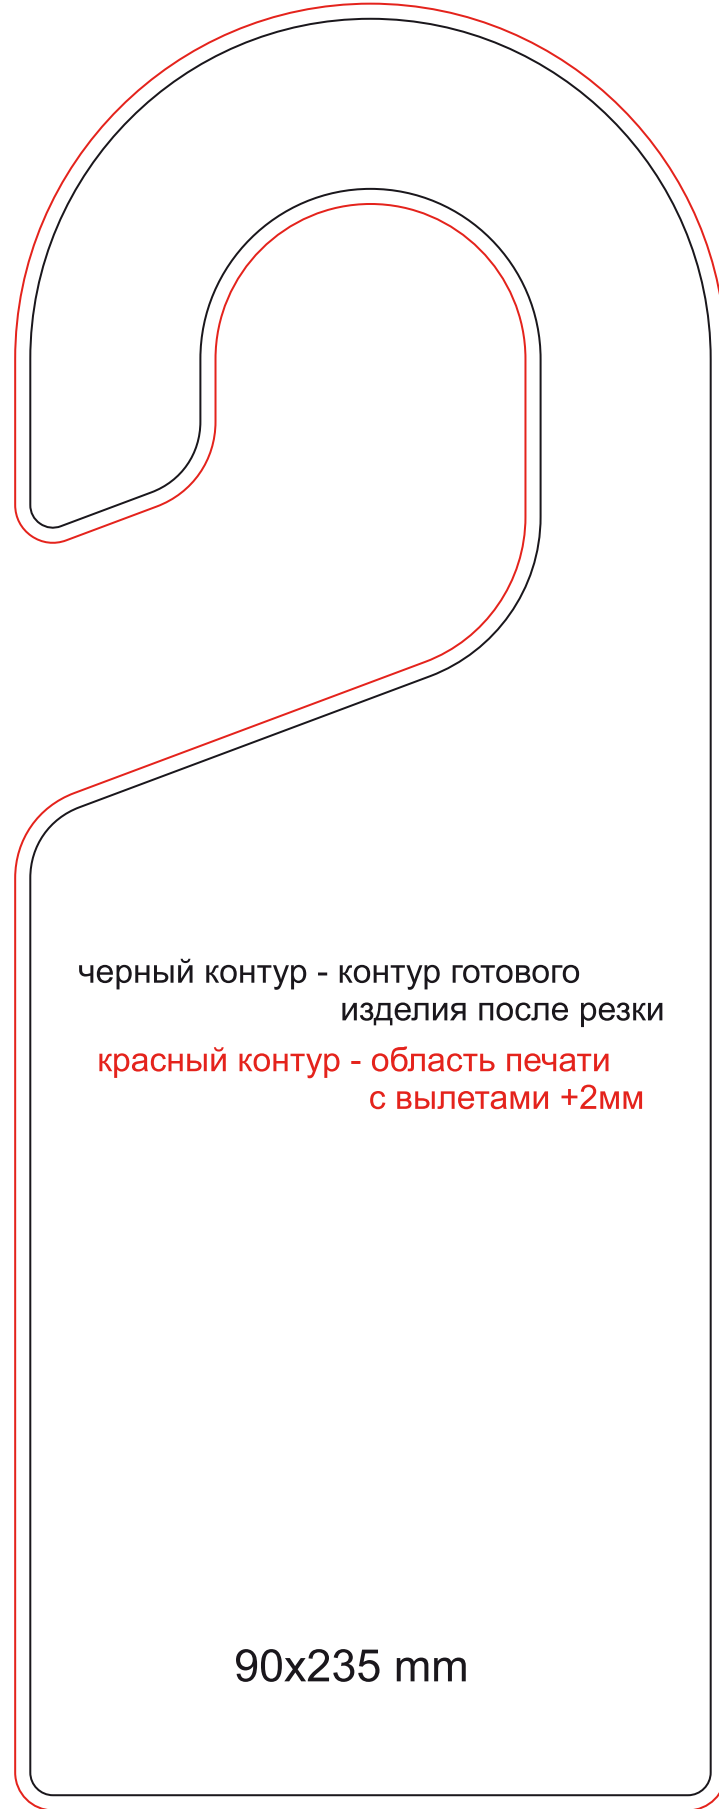 черный контур - контур готового
изделия после резки
красный контур - область печати
с вылетами +2мм
90x235 mm